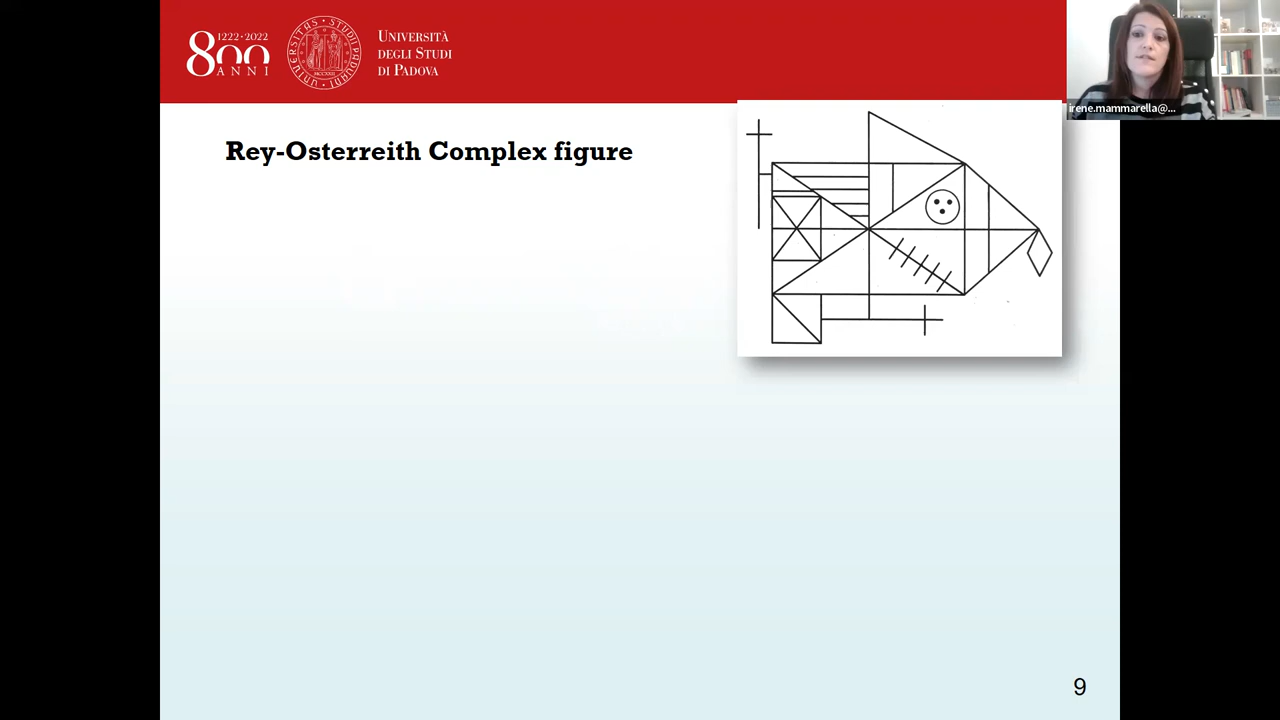 1222·2022
800
ANNI
UNIVERSITÀ
DEGLI STUDI
DI PADOVA
irene.mammarella@...
Rey-Osterreith Complex figure
9